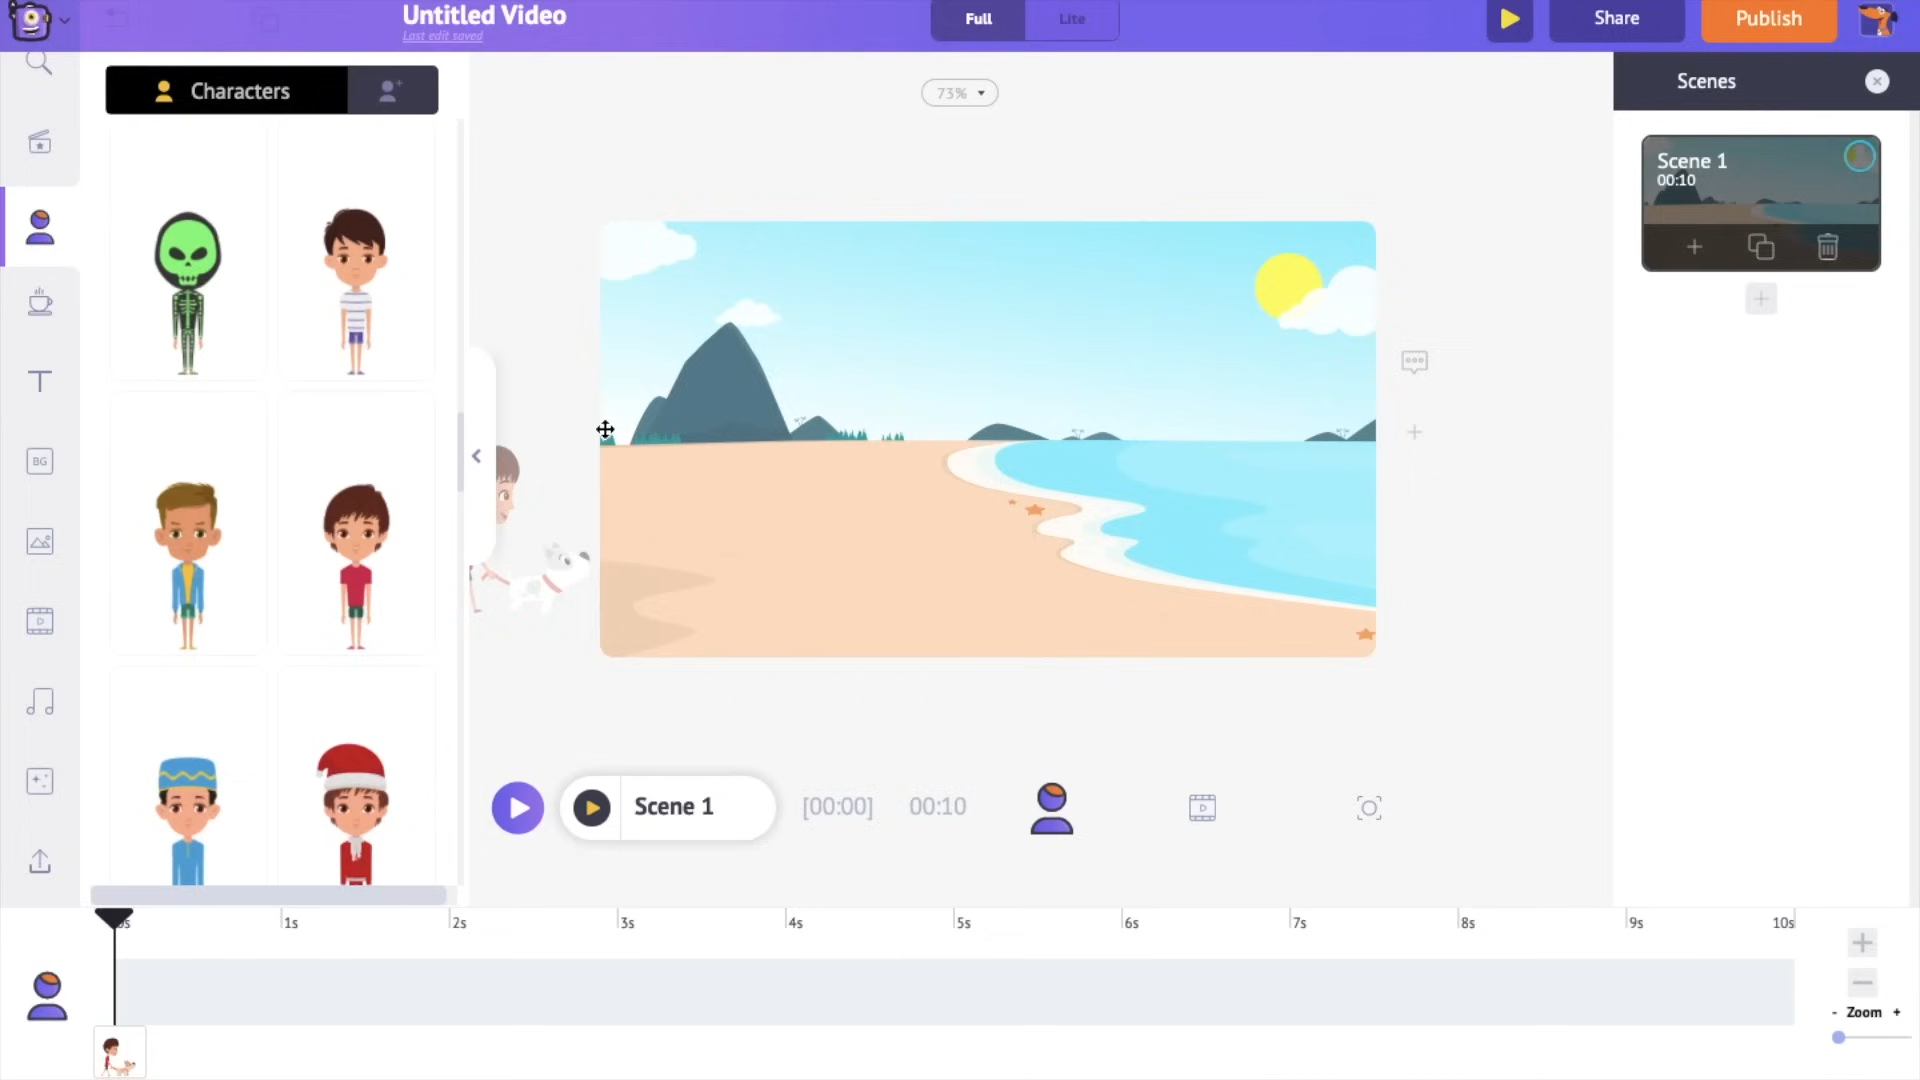 Untitled Video
Last edit saved
Full
Lite
Share
Publish
Characters
73%
Scenes
Scene 1
00:10
T
BG
Scene 1
[00:00]
00:10
1s
2s
3s
4s
5s
6s
7s
8s
9s
10s
- Zoom +